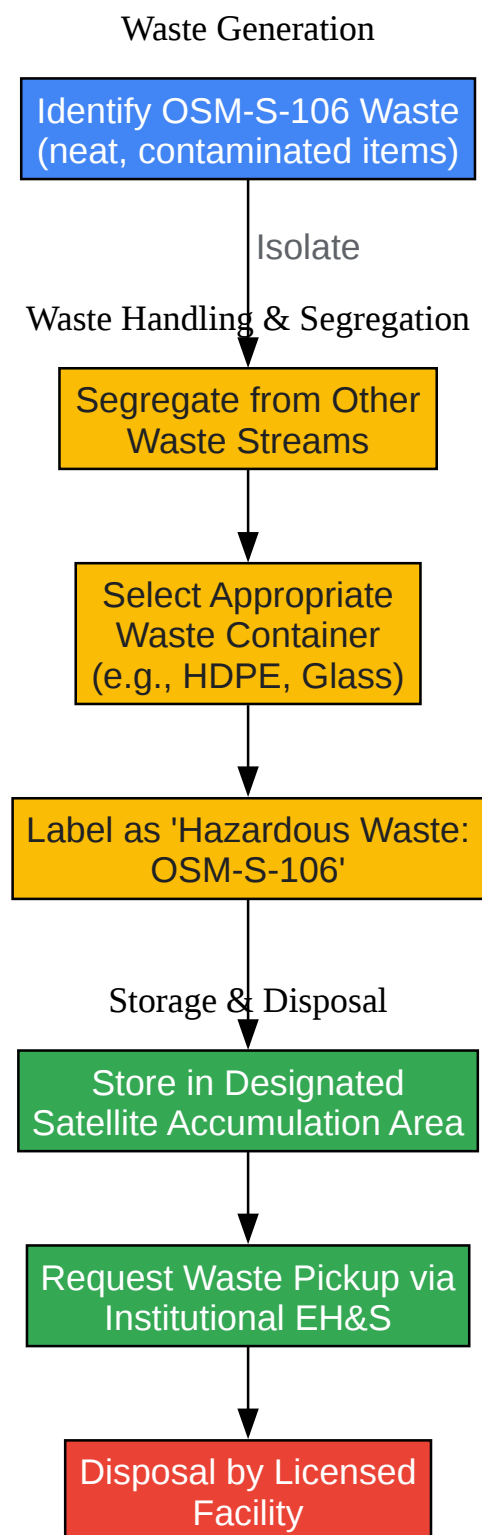 Waste Generation
Identify OSM-S-106 Waste
(neat, contaminated items)
Isolate
Waste Handling & Segregation
Segregate from Other
Waste Streams
Select Appropriate
Waste Container
(e.g., HDPE, Glass)
Label as 'Hazardous Waste:
OSM-S-106'
Storage & Disposal
Store in Designated
Satellite Accumulation Area
Request Waste Pickup via
Institutional EH&S
Disposal by Licensed
Facility